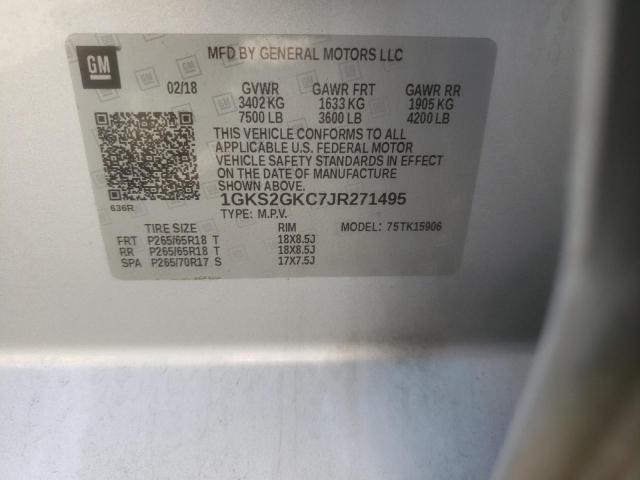 GM
MFD BY GENERAL MOTORS LLC
02/18 GVWR GAWR FRT GAWR RR
3402 KG 1633 KG 1905 KG
7500 LB 3600 LB 4200 LB
THIS VEHICLE CONFORMS TO ALL
APPLICABLE U.S. FEDERAL MOTOR
VEHICLE SAFETY STANDARDS IN EFFECT
ON THE DATE OF MANUFACTURE
SHOWN ABOVE.
636R
1GKS2GKC7JR271495
TYPE: M.P.V. MODEL: 75TK15906
TIRE SIZE RIM
FRT P265/65R18 T 18X8.5J
RR P265/65R18 T 18X8.5J
SPA P265/70R17 S 17X7.5J